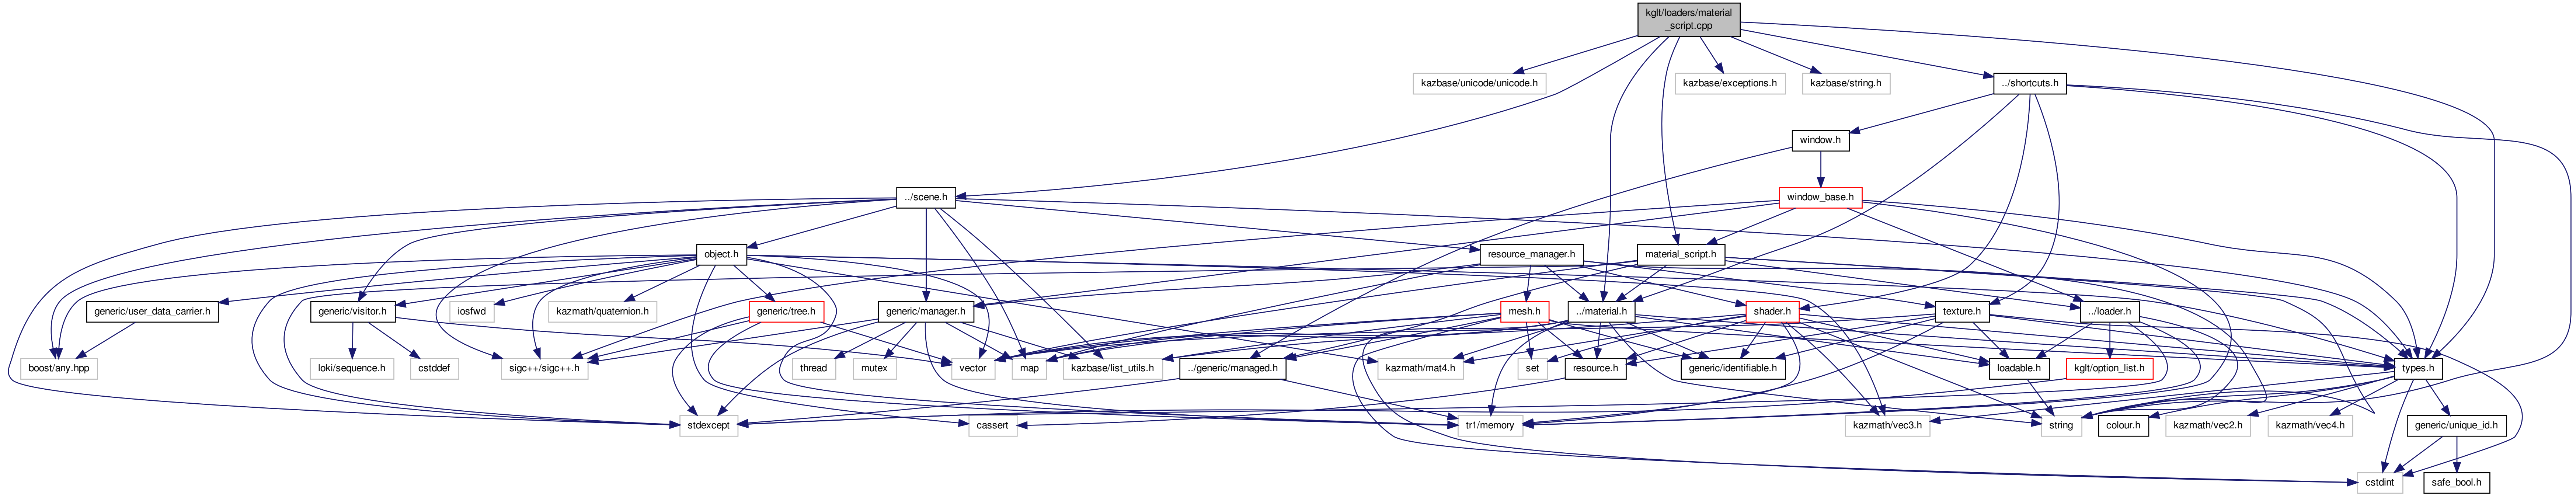 kglt/loaders/material
_script.cpp
kazbase/unicode/unicode.h
kazbase/exceptions.h
kazbase/string.h
../shortcuts.h
window.h
../scene.h
window_base.h
object.h
resource_manager.h
material_script.h
generic/user_data_carrier.h
generic/visitor.h
iosfwd
kazmath/quaternion.h
generic/tree.h
generic/manager.h
mesh.h
../material.h
shader.h
texture.h
../loader.h
boost/any.hpp
loki/sequence.h
cstddef
sigc++/sigc++.h
thread
mutex
vector
map
kazbase/list_utils.h
../generic/managed.h
kazmath/mat4.h
set
resource.h
generic/identifiable.h
loadable.h
kglt/option_list.h
types.h
stdexcept
cassert
tr1/memory
kazmath/vec3.h
string
colour.h
kazmath/vec2.h
kazmath/vec4.h
generic/unique_id.h
cstdint
safe_bool.h